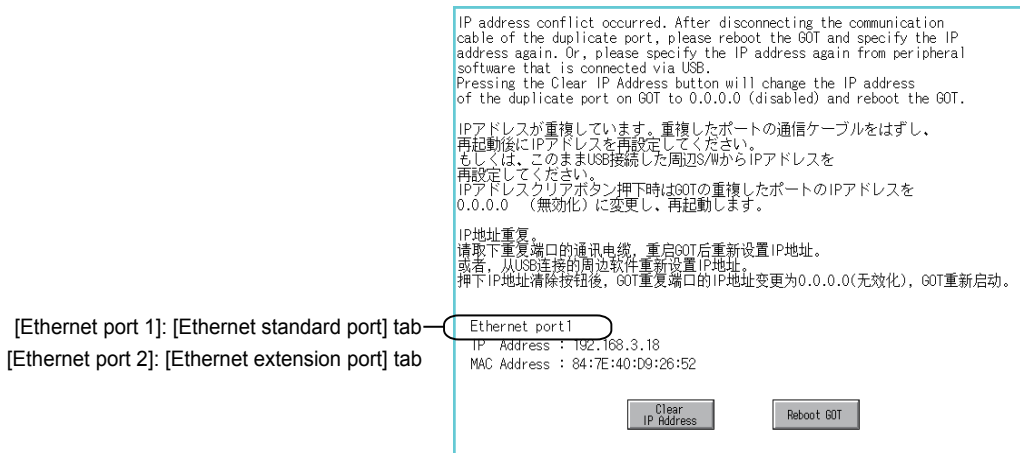 IP address conflict occurred. After disconnecting the communication
cable of the duplicate port, please reboot the GOT and specify the IP
address again. Or, please specify the IP address again from peripheral
software that is connected via USB.
Pressing the Clear IP Address button will change the IP address
of the duplicate port on GOT to 0.0.0.0 (disabled) and reboot the GOT.
IPアドレスが重複しています。重複したポートの通信ケーブルをはずし、
再起動後にIPアドレスを再設定してください。
もしくは、このままUSB接続した周辺S/WからIPアドレスを
再設定してください。
IPアドレスクリアボタン押下時はGOTの重複したポートのIPアドレスを
0.0.0.0 （無効化）に変更し、再起動します。
IP地址重复。
请取下重复端口的通讯电缆，重启GOT后重新设置IP地址。
或者，从USB连接的周边软件重新设置IP地址。
押下IP地址清除按钮後，GOT重复端口的IP地址变更为0.0.0.0(无效化)，GOT重新启动。
[Ethernet port 1]: [Ethernet standard port] tab
Ethernet port1
[Ethernet port 2]: [Ethernet extension port] tab
IP Address : 192.168.3.18
MAC Address : 84:7E:40:D9:26:52
Clear
IP Address
Reboot GOT